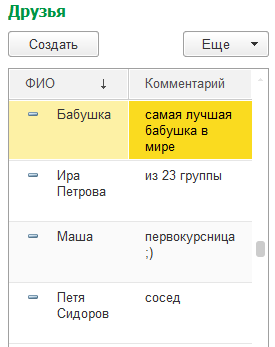 Друзья
Создать
Еще
ФИО ↓ Комментарий
Бабушка самая лучшая
бабушка в
мире
Ира из 23 группы
Петрова
Маша первокурсница
;)
Петя сосед
Сидоров